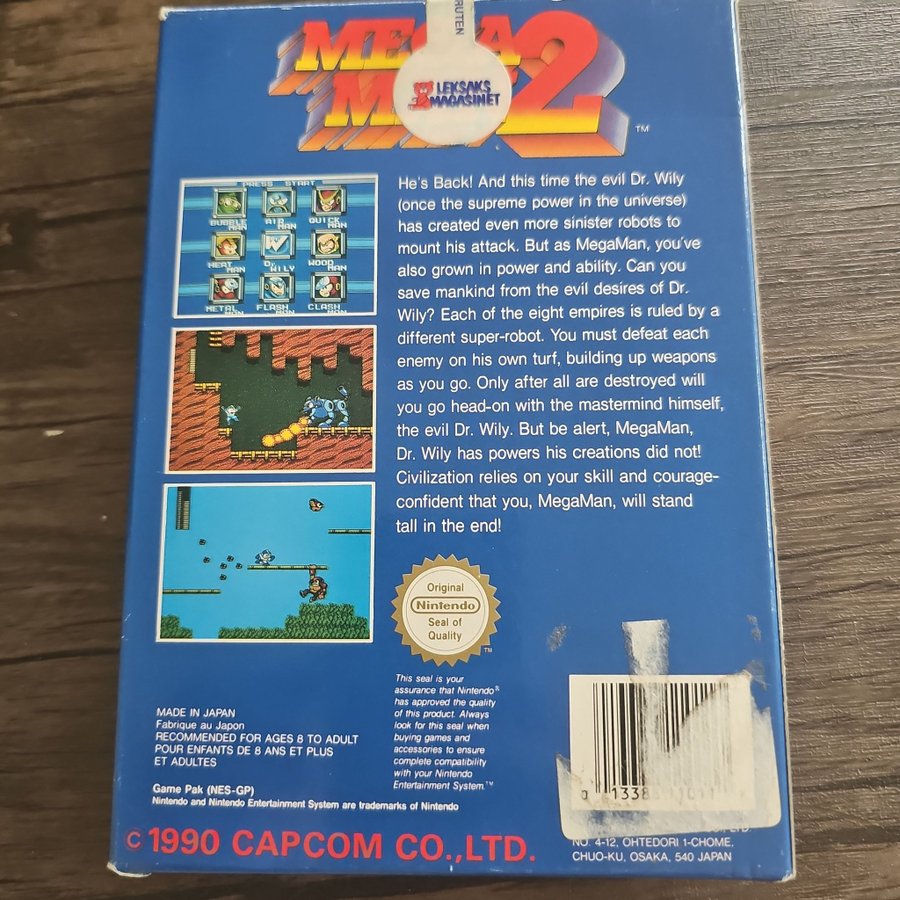 RUTEN
MEGA
MAN 2
TM
LEKSAKS
MAGASINET
PRESS START
BUBBLE MAN
AIR MAN
QUICK MAN
HEAT MAN
Dr. WILY
WOOD MAN
METAL MAN
FLASH MAN
CLASH MAN
He's Back! And this time the evil Dr. Wily
(once the supreme power in the universe)
has created even more sinister robots to
mount his attack. But as MegaMan, you've
also grown in power and ability. Can you
save mankind from the evil desires of Dr.
Wily? Each of the eight empires is ruled by a
different super-robot. You must defeat each
enemy on his own turf, building up weapons
as you go. Only after all are destroyed will
you go head-on with the mastermind himself,
the evil Dr. Wily. But be alert, MegaMan,
Dr. Wily has powers his creations did not!
Civilization relies on your skill and courage-
confident that you, MegaMan, will stand
tall in the end!
Original
Nintendo
Seal of
Quality
TM
This seal is your
assurance that Nintendo®
has approved the quality
of this product. Always
look for this seal when
buying games and
accessories to ensure
complete compatibility
with your Nintendo
Entertainment System.™
MADE IN JAPAN
Fabrique au Japon
RECOMMENDED FOR AGES 8 TO ADULT
POUR ENFANTS DE 8 ANS ET PLUS
ET ADULTES
Game Pak (NES-GP)
Nintendo and Nintendo Entertainment System are trademarks of Nintendo
© 1990 CAPCOM CO.,LTD.
NO. 4-12, OHTEDORI 1-CHOME,
CHUO-KU, OSAKA, 540 JAPAN